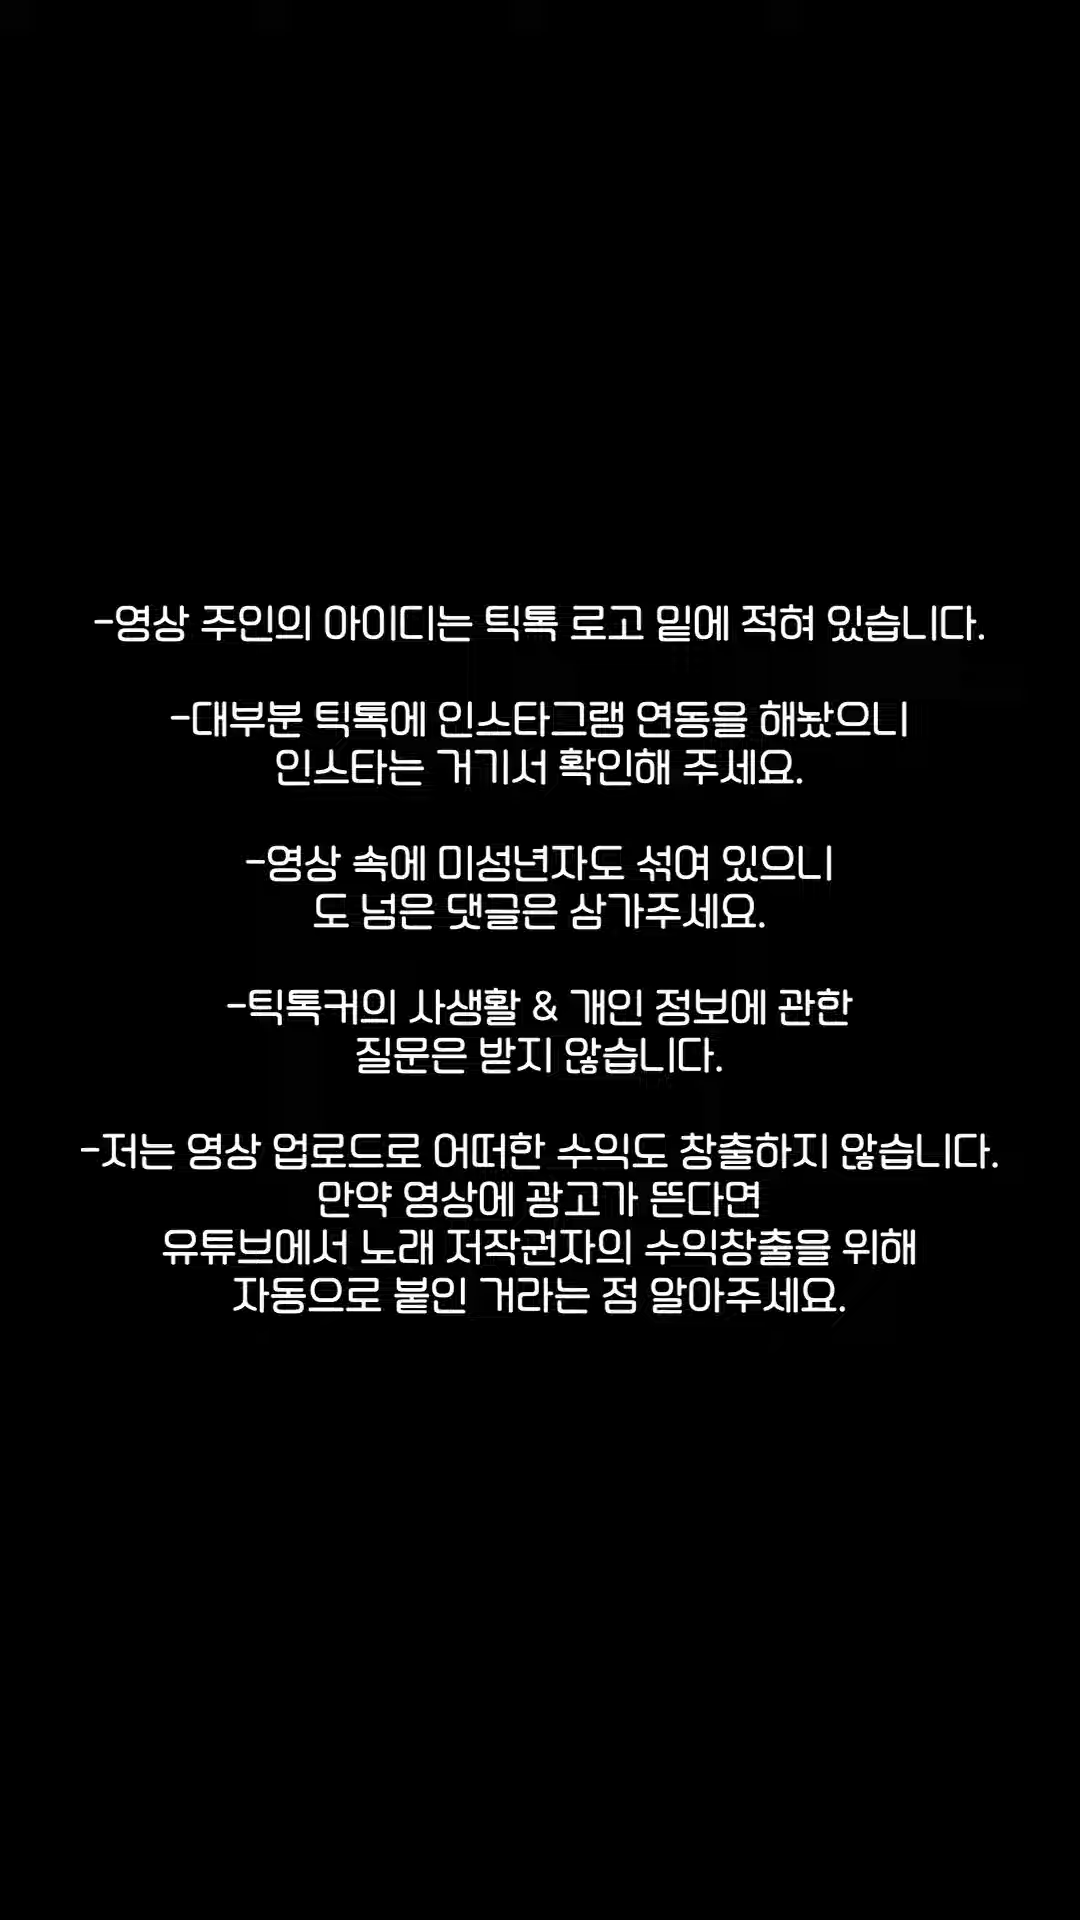 -영상 주인의 아이디는 틱톡 로고 밑에 적혀 있습니다.
-대부분 틱톡에 인스타그램 연동을 해놨으니
인스타는 거기서 확인해 주세요.
-영상 속에 미성년자도 섞여 있으니
도 넘은 댓글은 삼가주세요.
-틱톡커의 사생활 & 개인 정보에 관한
질문은 받지 않습니다.
-저는 영상 업로드로 어떠한 수익도 창출하지 않습니다.
만약 영상에 광고가 뜬다면
유튜브에서 노래 저작권자의 수익창출을 위해
자동으로 붙인 거라는 점 알아주세요.